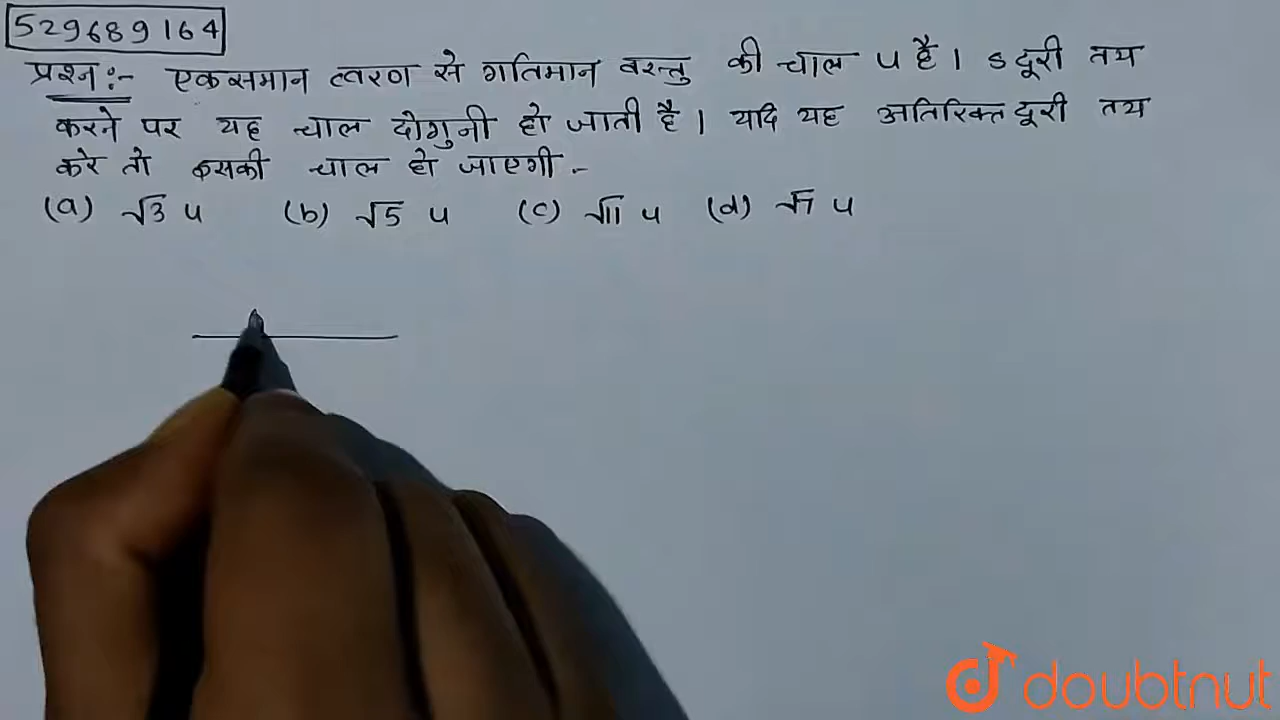 529689164
प्रश्न:- एकसमान त्वरण से गतिमान वस्तु की चाल u है। s दूरी तय
करने पर यह चाल दोगुनी हो जाती है। यदि यह अतिरिक्त दूरी तय
करे तो इसकी चाल हो जाएगी :-
(a) √3 u (b) √5 u (c) √11 u (d) √7 u
doubtnut